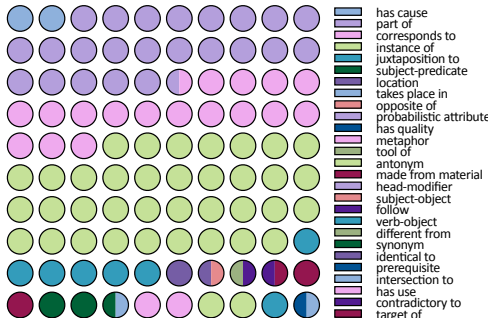 has cause
part of
corresponds to
instance of
juxtaposition to
subject-predicate
location
takes place in
opposite of
probabilistic attribute
has quality
metaphor
tool of
antonym
made from material
head-modifier
subject-object
follow
verb-object
different from
synonym
identical to
prerequisite
intersection to
has use
contradictory to
target of